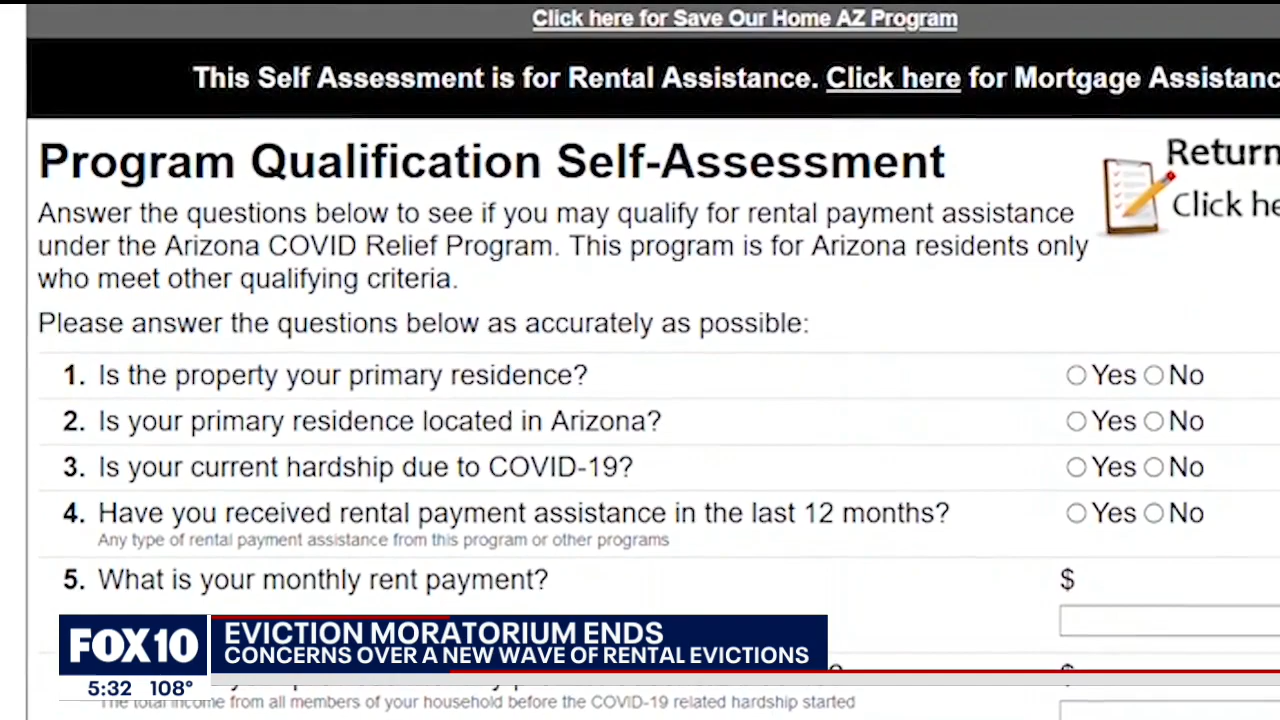 Click here for Save Our Home AZ Program
This Self Assessment is for Rental Assistance. Click here for Mortgage Assistanc
Program Qualification Self-Assessment
Return
Click he
Answer the questions below to see if you may qualify for rental payment assistance
under the Arizona COVID Relief Program. This program is for Arizona residents only
who meet other qualifying criteria.
Please answer the questions below as accurately as possible:
1. Is the property your primary residence? Yes No
2. Is your primary residence located in Arizona? Yes No
3. Is your current hardship due to COVID-19? Yes No
4. Have you received rental payment assistance in the last 12 months? Yes No
Any type of rental payment assistance from this program or other programs
5. What is your monthly rent payment? $
FOX10
EVICTION MORATORIUM ENDS
CONCERNS OVER A NEW WAVE OF RENTAL EVICTIONS
5:32 108°
The total income from all members of your household before the COVID-19 related hardship started